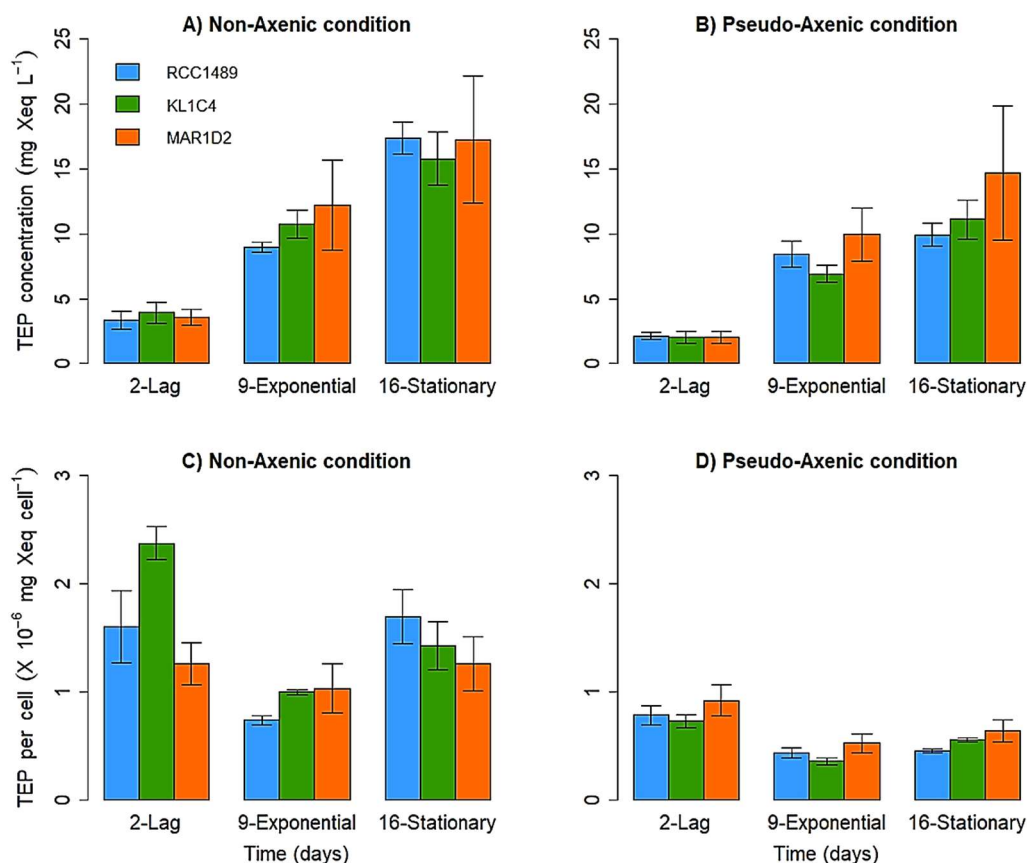 A) Non-Axenic condition
TEP concentration (mg Xeq L⁻¹)
25
20
15
10
5
0
RCC1489
KL1C4
MAR1D2
2-Lag 9-Exponential 16-Stationary
B) Pseudo-Axenic condition
25
20
15
10
5
0
2-Lag 9-Exponential 16-Stationary
C) Non-Axenic condition
TEP per cell (X 10⁻⁶ mg Xeq cell⁻¹)
3
2
1
0
2-Lag 9-Exponential 16-Stationary
Time (days)
D) Pseudo-Axenic condition
3
2
1
0
2-Lag 9-Exponential 16-Stationary
Time (days)